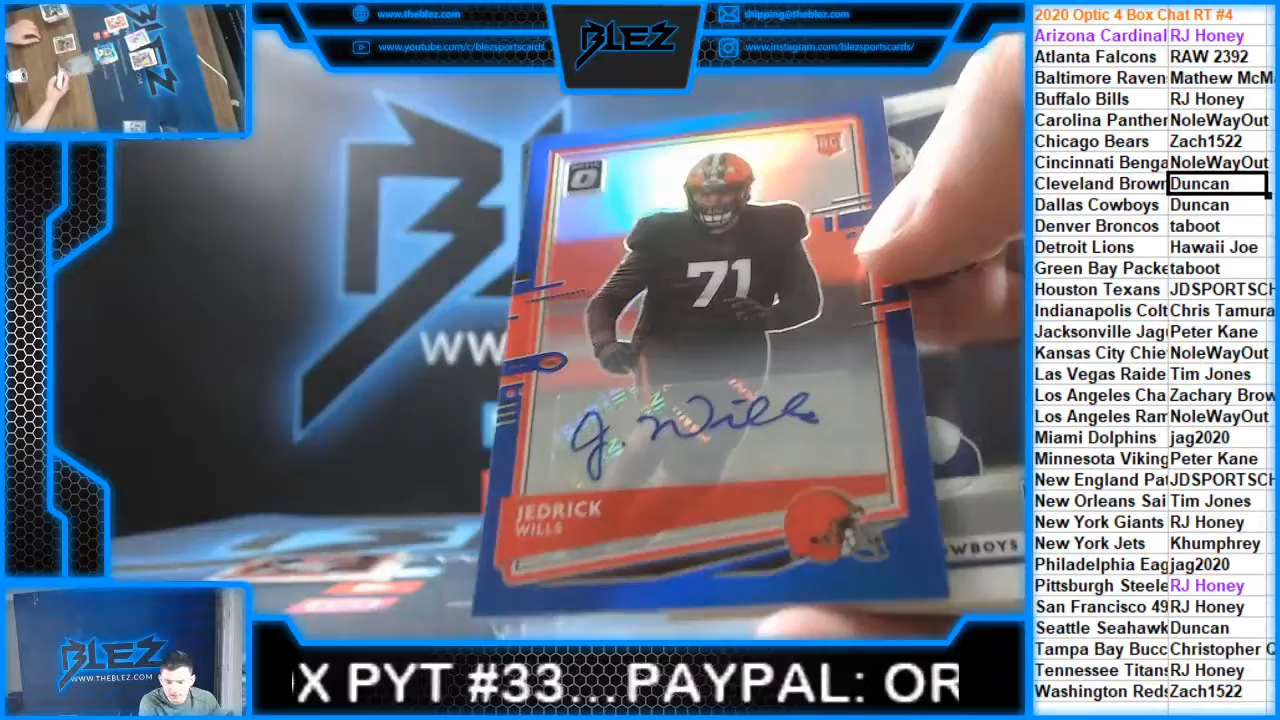 www.theblez.com
shipping@theblez.com
www.youtube.com/c/blezsportscards
www.instagram.com/blezsportscards/
BLEZ
OPTIC
RC
71
J. Wills
JEDRICK
WILLS
WW
OWBOYS
BLEZ
WWW.THEBLEZ.COM
OX PYT #33...PAYPAL: OR
2020 Optic 4 Box Chat RT #4
Arizona Cardinal RJ Honey
Atlanta Falcons RAW 2392
Baltimore Raven Mathew McMa
Buffalo Bills RJ Honey
Carolina Panther NoleWayOut
Chicago Bears Zach1522
Cincinnati Benga NoleWayOut
Cleveland Brown Duncan
Dallas Cowboys Duncan
Denver Broncos taboot
Detroit Lions Hawaii Joe
Green Bay Packe taboot
Houston Texans JDSPORTSCH
Indianapolis Colt Chris Tamura
Jacksonville Jag Peter Kane
Kansas City Chie NoleWayOut
Las Vegas Raide Tim Jones
Los Angeles Cha Zachary Brow
Los Angeles Ram NoleWayOut
Miami Dolphins jag2020
Minnesota Viking Peter Kane
New England Pat JDSPORTSCH
New Orleans Sai Tim Jones
New York Giants RJ Honey
New York Jets Khumphrey
Philadelphia Eag jag2020
Pittsburgh Steele RJ Honey
San Francisco 49 RJ Honey
Seattle Seahawk Duncan
Tampa Bay Bucc Christopher Q
Tennessee Titans RJ Honey
Washington Reds Zach1522